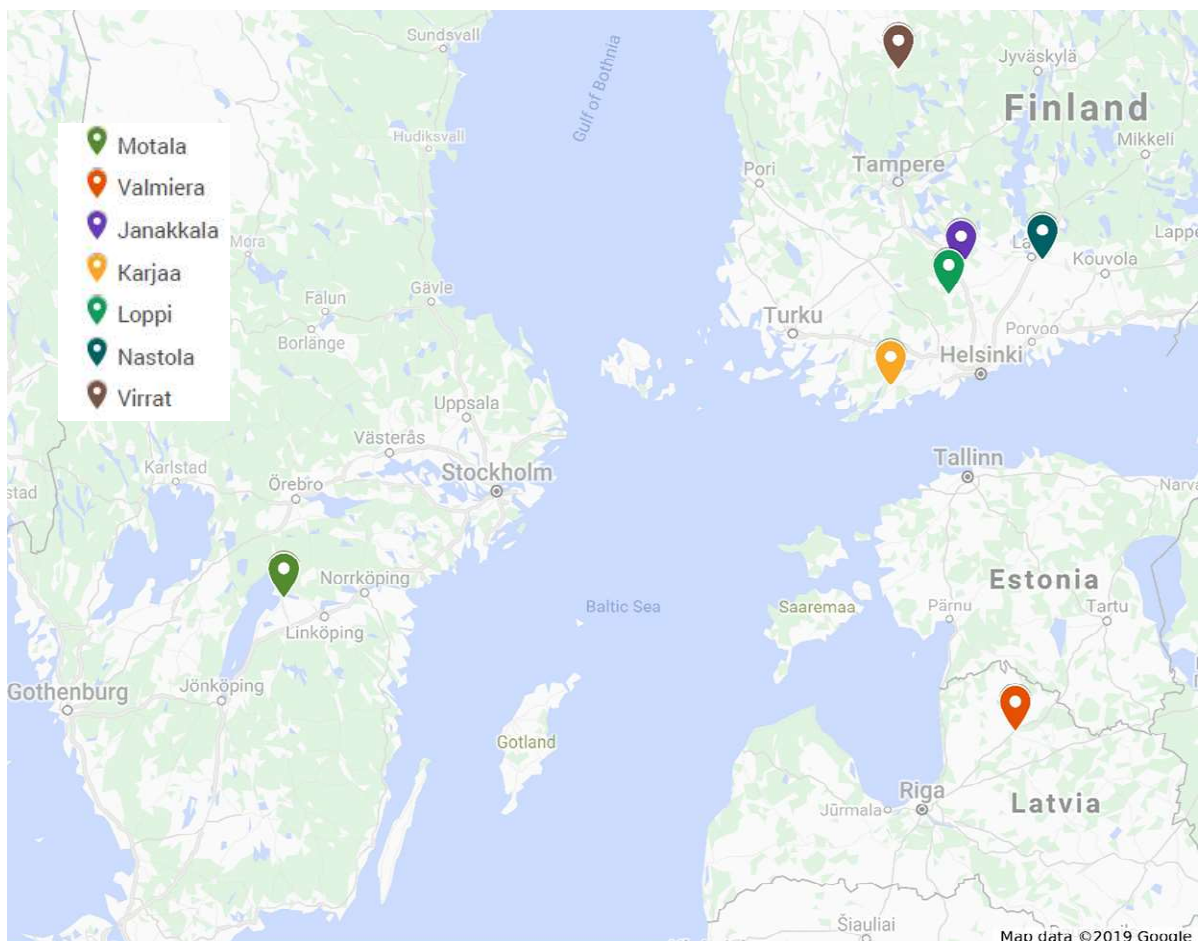 Sundsvall
Gulf of Bothnia
Jyväskylä
Finland
Hudiksvall
Mikkeli
Motala
Valmiera
Janakkala
Karjaa
Loppi
Nastola
Virrat
Pori
Tampere
Mora
Kouvola
Falun
Gävle
Borlänge
Turku
Porvoo
Helsinki
Uppsala
Västerås
Stockholm
Karlstad
Örebro
Tallinn
stad
Norrköping
Linköping
Baltic Sea
Saaremaa
Estonia
Pärnu
Tartu
Gothenburg
Jönköping
Gotland
Riga
Jūrmala
Latvia
Šiauliai
Map data ©2019 Google